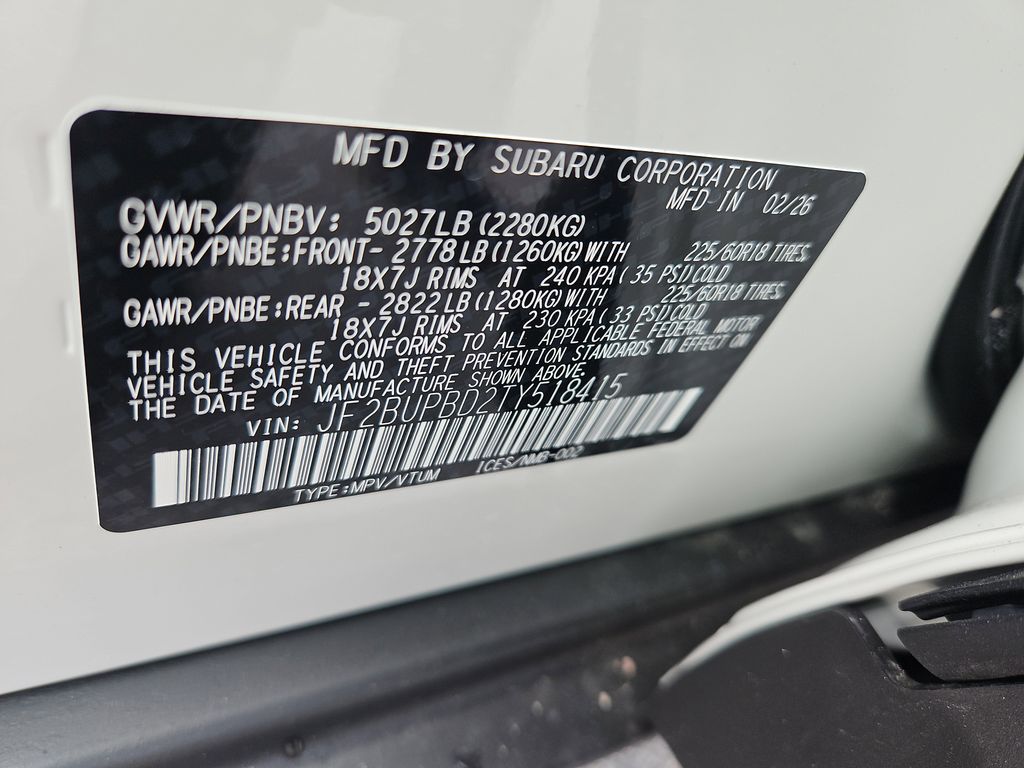 MFD BY SUBARU CORPORATION
MFD IN 02/26
GVWR/PNBV: 5027LB (2280KG)
GAWR/PNBE:FRONT- 2778LB (1260KG) WITH 225/60R18 TIRES,
18X7J RIMS AT 240 KPA ( 35 PSI) COLD
GAWR/PNBE:REAR - 2822LB (1280KG) WITH 225/60R18 TIRES,
18X7J RIMS AT 230 KPA ( 33 PSI) COLD
THIS VEHICLE CONFORMS TO ALL APPLICABLE FEDERAL MOTOR
VEHICLE SAFETY AND THEFT PREVENTION STANDARDS IN EFFECT ON
THE DATE OF MANUFACTURE SHOWN ABOVE.
VIN: JF2BUPBD2TY518415
TYPE:MPV/VTUM ICES/NMB-002